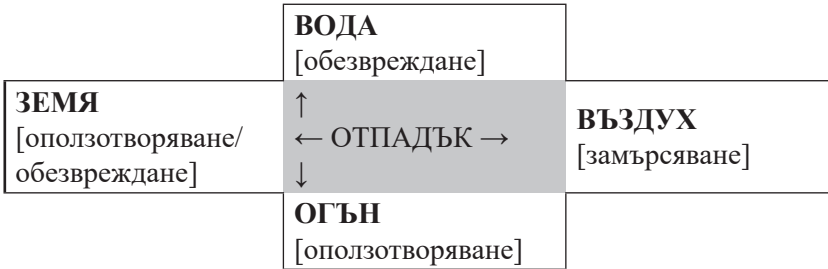 ВОДА
[обезвреждане]
ЗЕМЯ
[оползотворяване/
обезвреждане]
↑
← ОТПАДЪК →
↓
ВЪЗДУХ
[замърсяване]
ОГЪН
[оползотворяване]